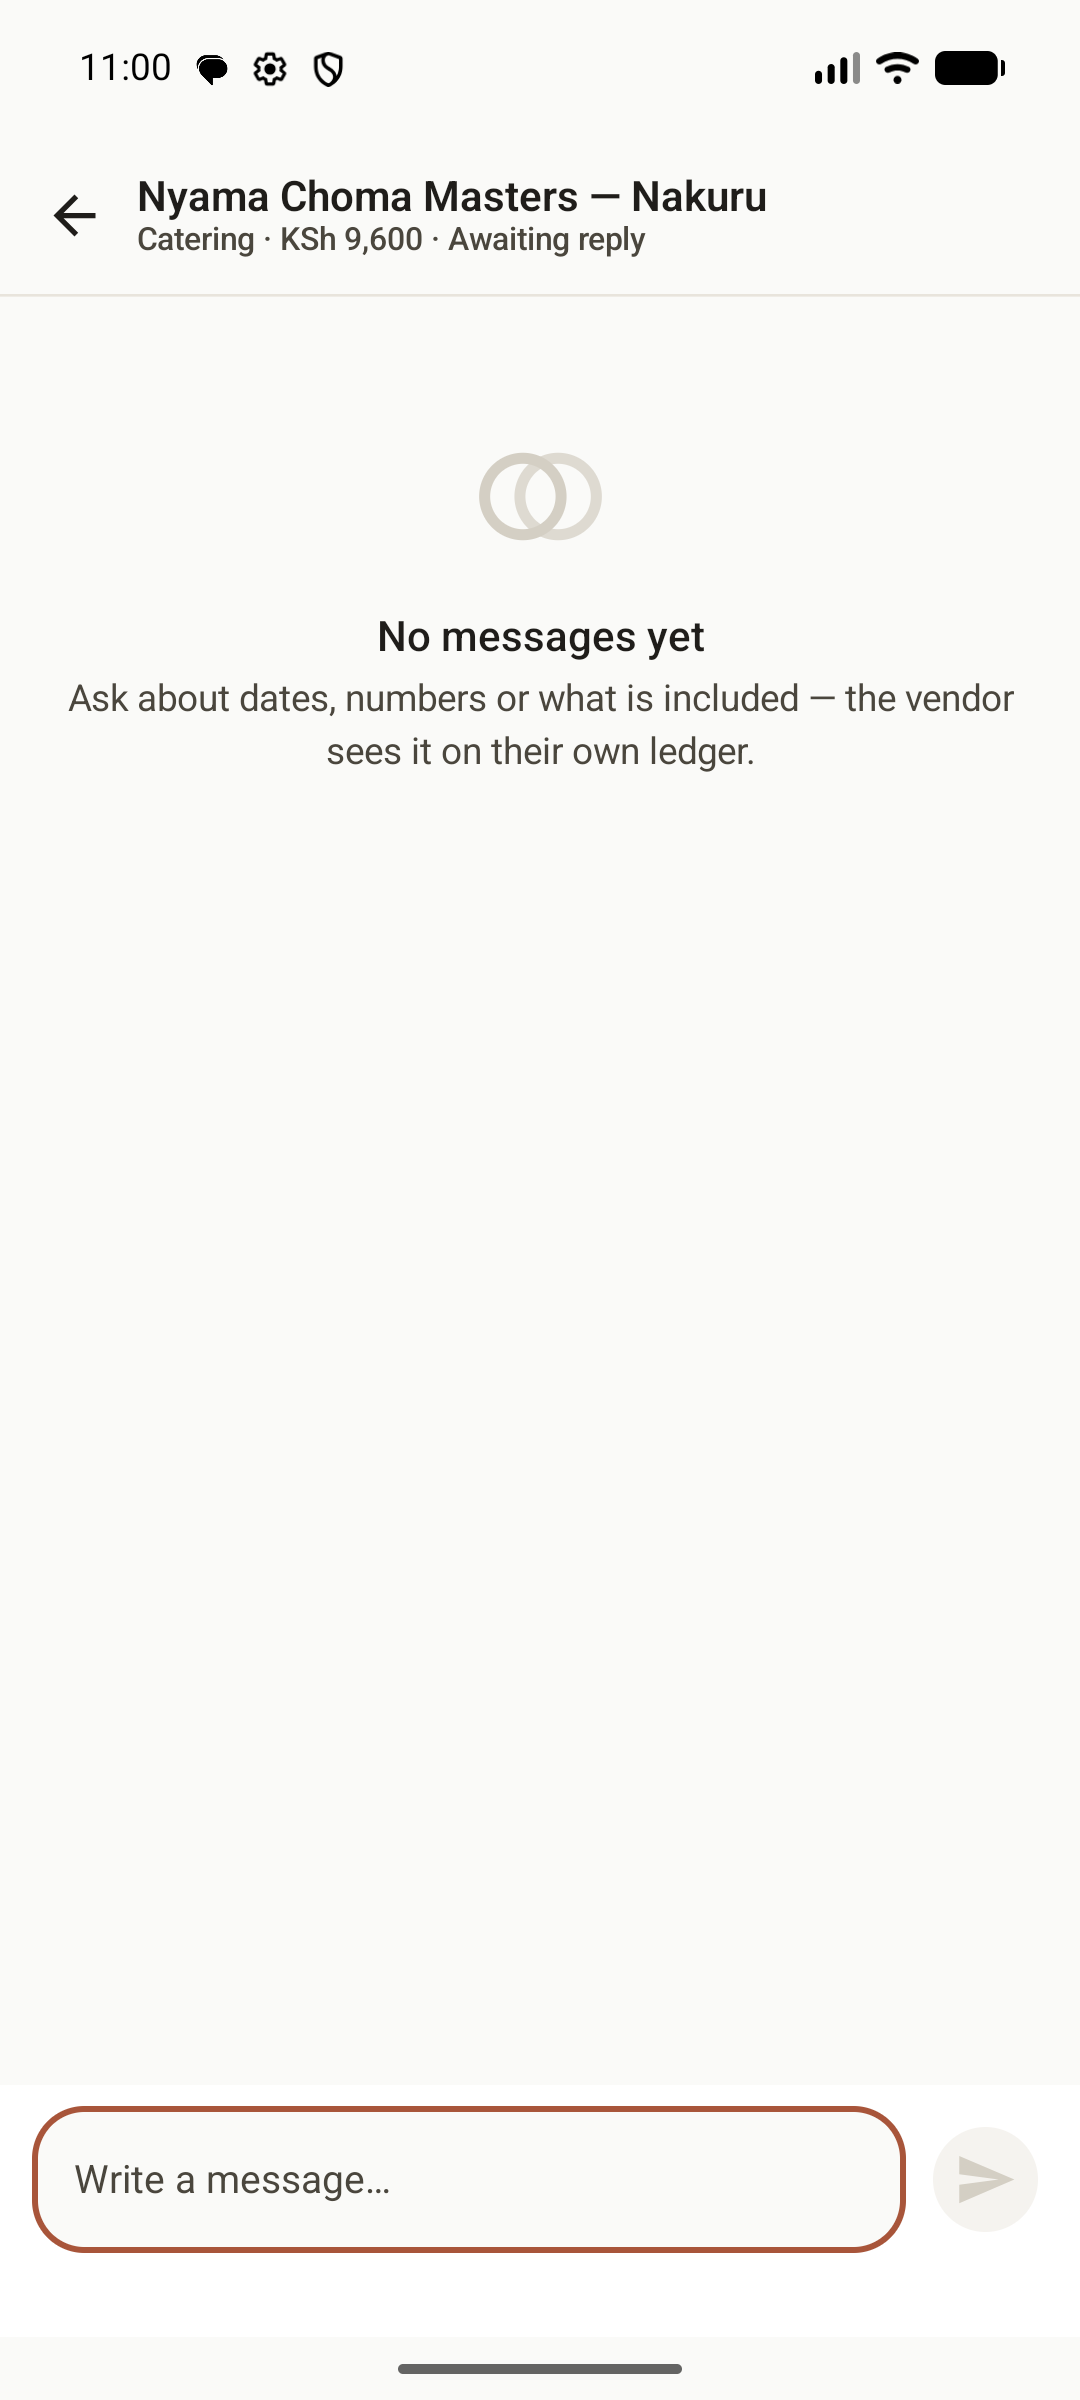 11:00
Nyama Choma Masters — Nakuru
Catering · KSh 9,600 · Awaiting reply
No messages yet
Ask about dates, numbers or what is included — the vendor
sees it on their own ledger.
Write a message…